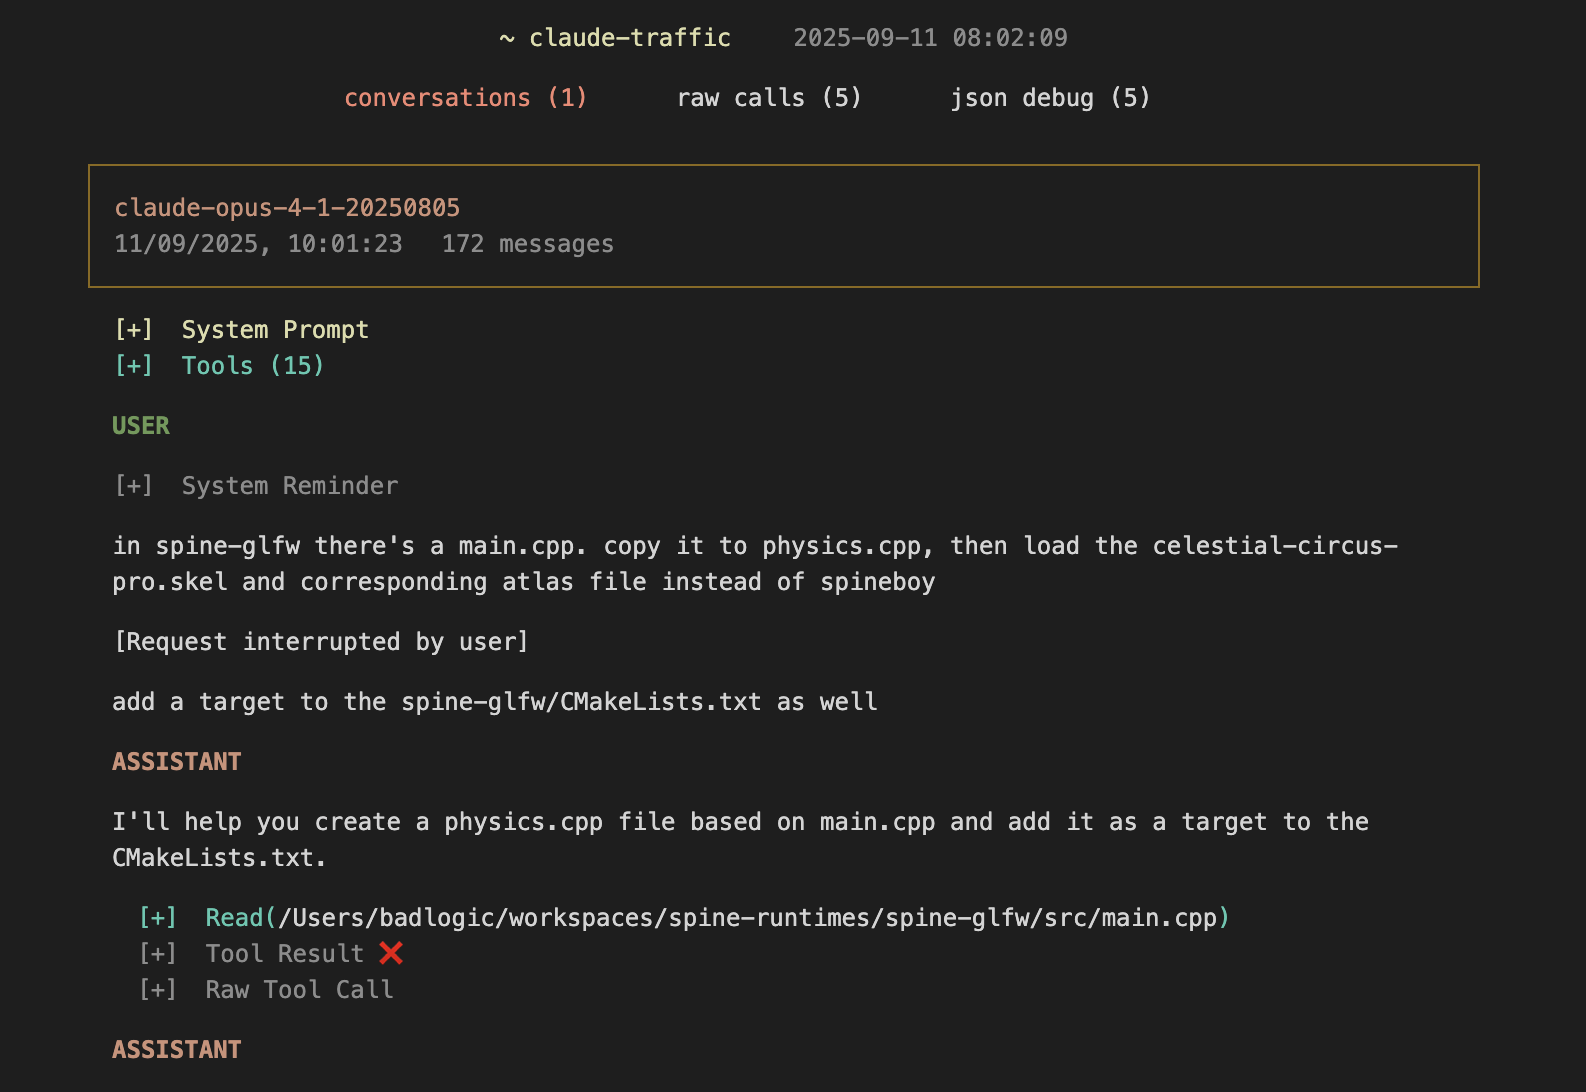 ~ claude-traffic 2025-09-11 08:02:09
conversations (1) raw calls (5) json debug (5)
claude-opus-4-1-20250805
11/09/2025, 10:01:23 172 messages
[+] System Prompt
[+] Tools (15)
USER
[+] System Reminder
in spine-glfw there's a main.cpp. copy it to physics.cpp, then load the celestial-circus-
pro.skel and corresponding atlas file instead of spineboy
[Request interrupted by user]
add a target to the spine-glfw/CMakeLists.txt as well
ASSISTANT
I'll help you create a physics.cpp file based on main.cpp and add it as a target to the
CMakeLists.txt.
[+] Read(/Users/badlogic/workspaces/spine-runtimes/spine-glfw/src/main.cpp)
[+] Tool Result ❌
[+] Raw Tool Call
ASSISTANT